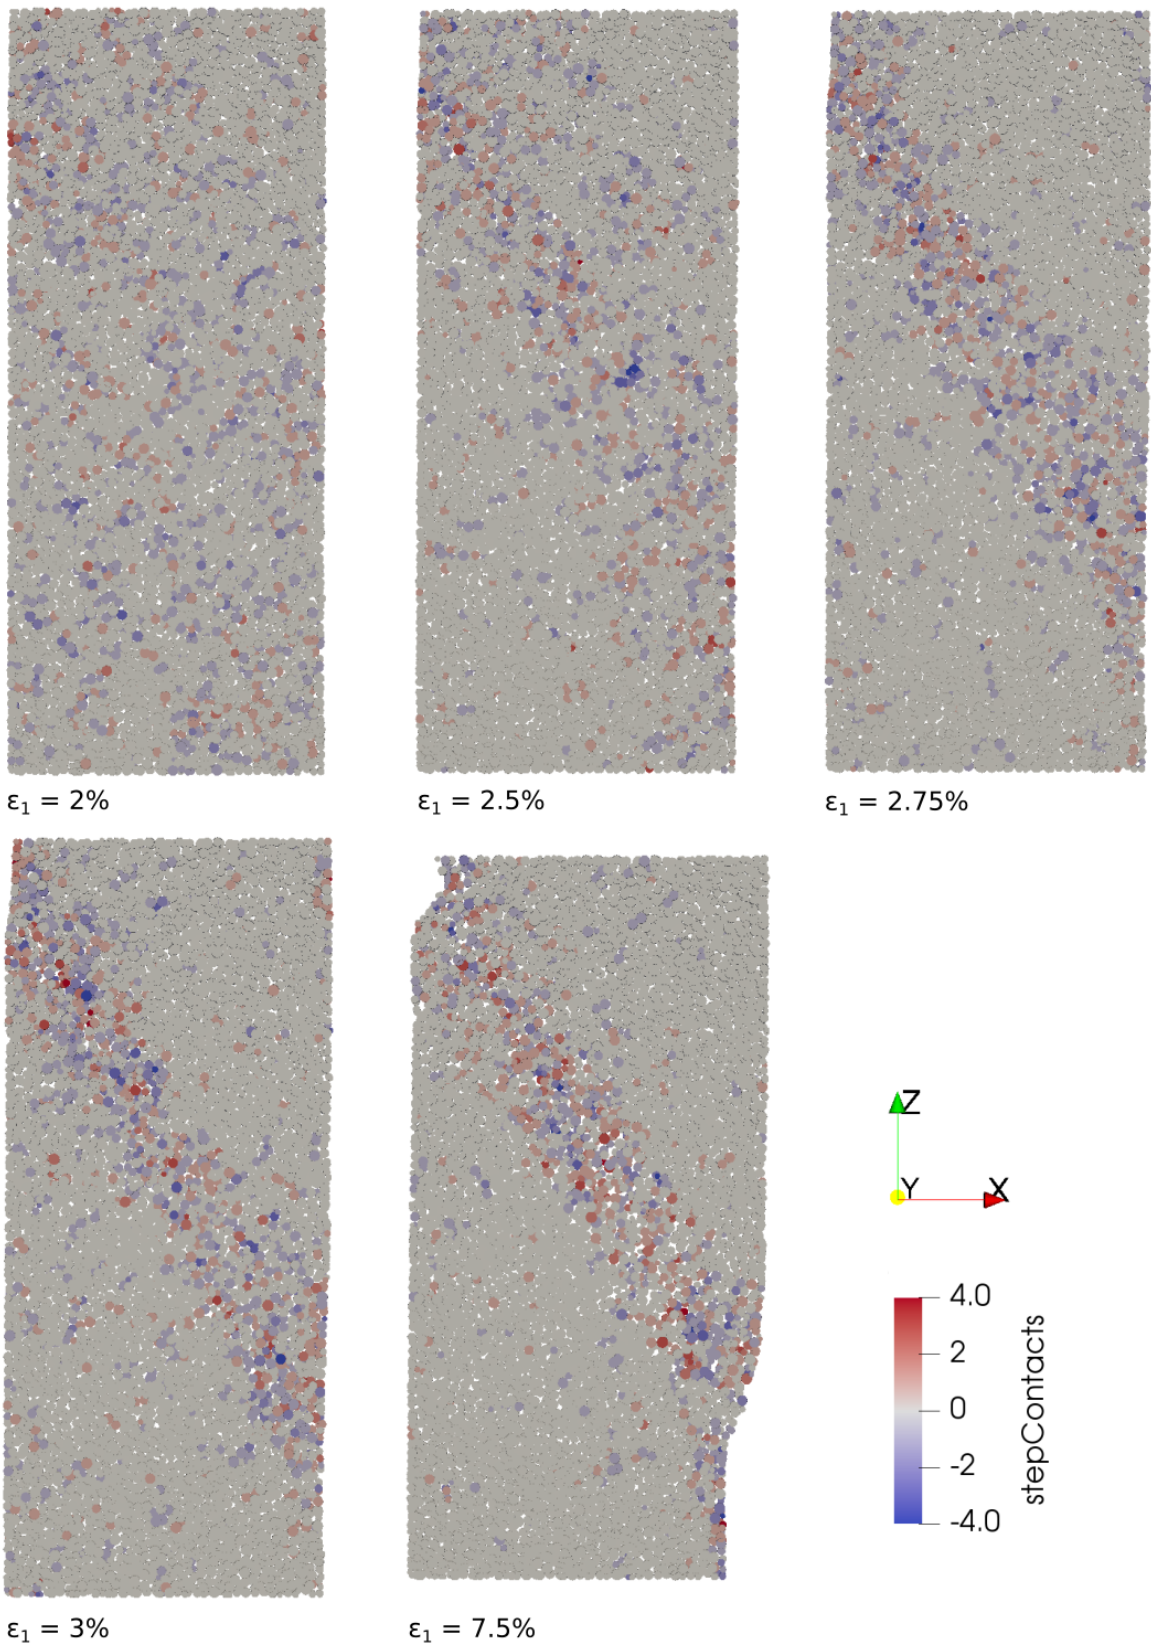 ε₁ = 2%
ε₁ = 2.5%
ε₁ = 2.75%
Z
Y
X
4.0
2
0
-2
-4.0
stepContacts
ε₁ = 3%
ε₁ = 7.5%